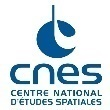 cnes
CENTRE NATIONAL
D'ÉTUDES SPATIALES